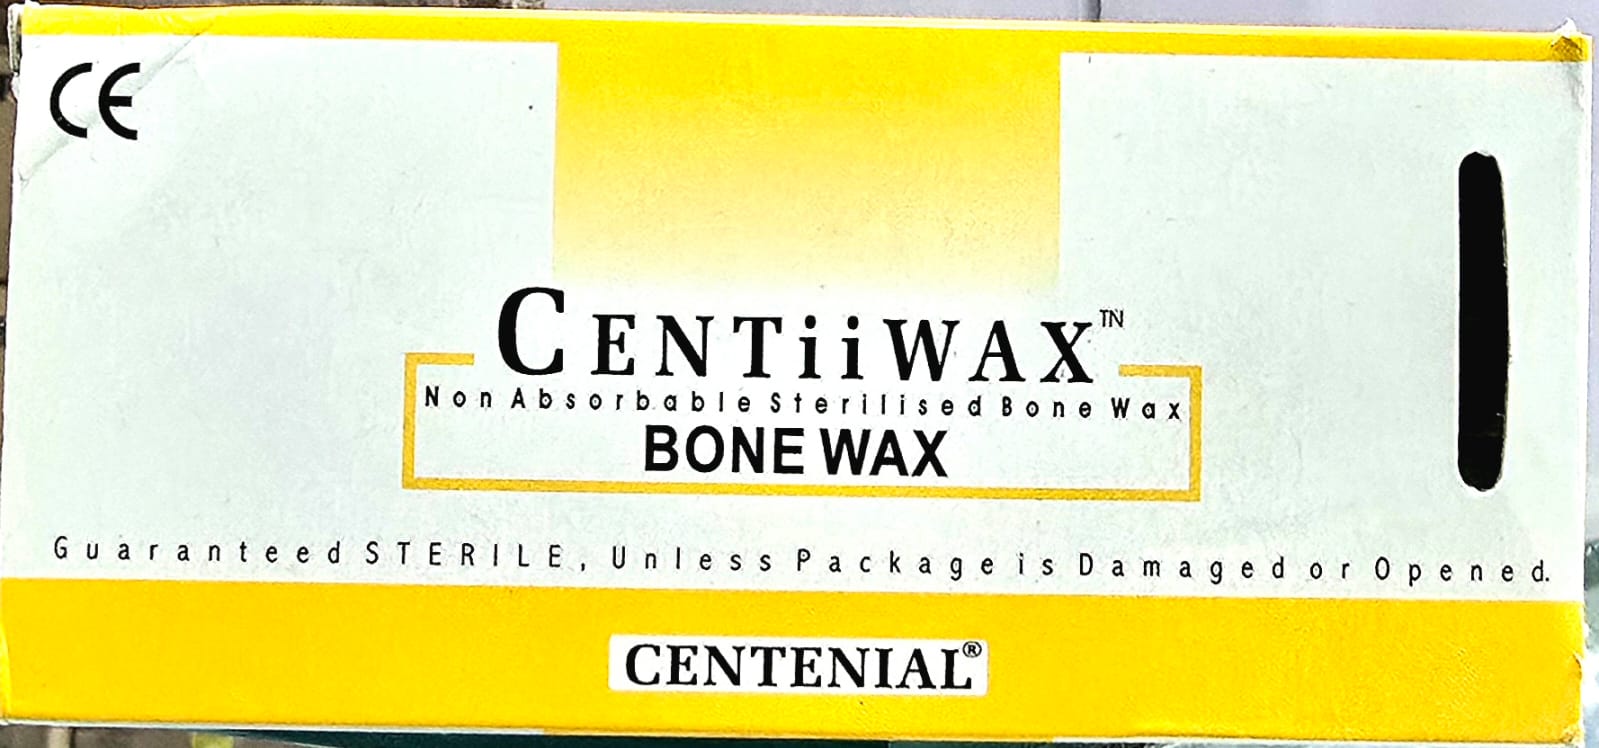 CE
CENTiiWAX™
Non Absorbable Sterilised Bone Wax
BONE WAX
Guaranteed STERILE, Unless Package is Damaged or Opened.
CENTENIAL®